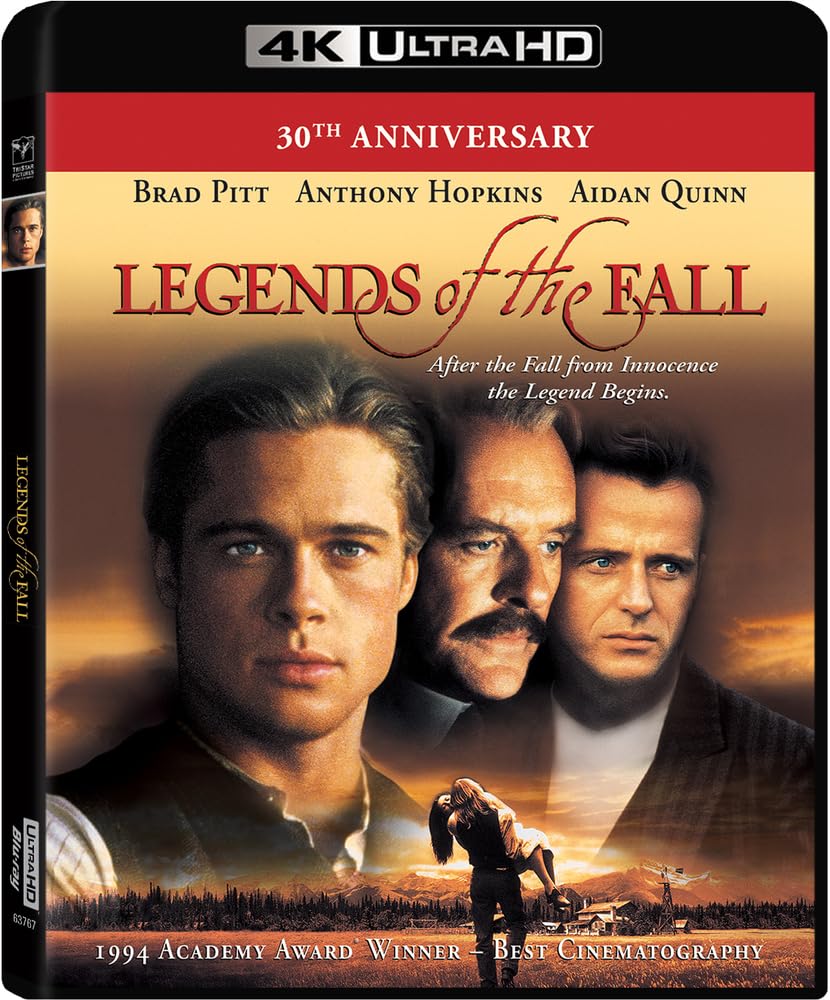 4K ULTRA HD
30TH ANNIVERSARY
BRAD PITT ANTHONY HOPKINS AIDAN QUINN
LEGENDS of the FALL
After the Fall from Innocence
the Legend Begins.
1994 ACADEMY AWARD® WINNER – BEST CINEMATOGRAPHY
TRISTAR
PICTURES
LEGENDS of the FALL
ULTRA HD
Blu-ray
63767